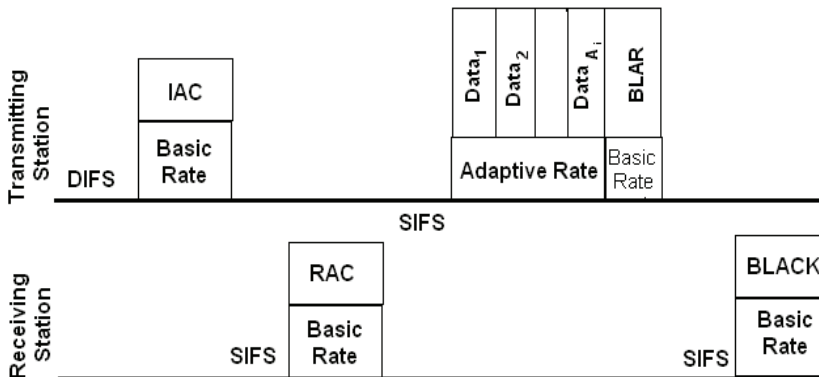 Transmitting
Station
DIFS
IAC
Basic
Rate
Data1
Data2
DataAi
BLAR
Adaptive Rate
Basic
Rate
SIFS
Receiving
Station
SIFS
RAC
Basic
Rate
SIFS
BLACK
Basic
Rate